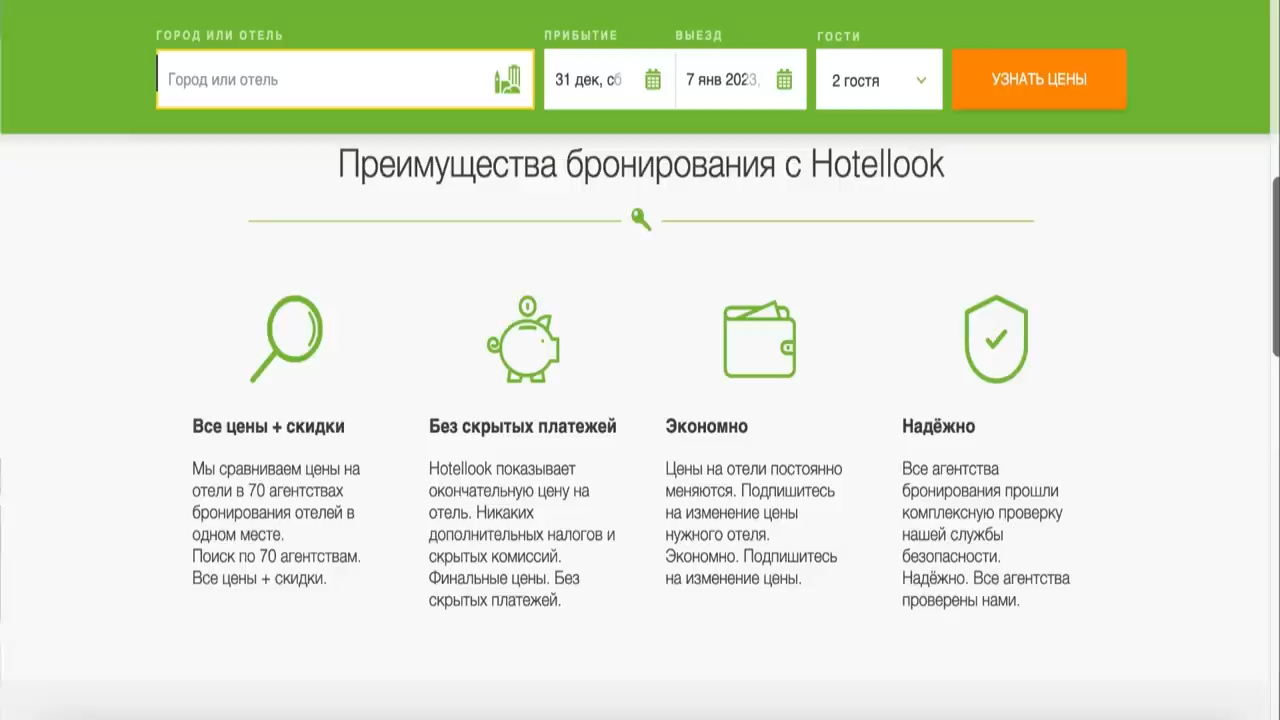 ГОРОД ИЛИ ОТЕЛЬ
ПРИБЫТИЕ
ВЫЕЗД
ГОСТИ
Город или отель
31 дек, сб
7 янв 2023,
2 гостя
УЗНАТЬ ЦЕНЫ
Преимущества бронирования с Hotellook
Все цены + скидки
Мы сравниваем цены на
отели в 70 агентствах
бронирования отелей в
одном месте.
Поиск по 70 агентствам.
Все цены + скидки.
Без скрытых платежей
Hotellook показывает
окончательную цену на
отель. Никаких
дополнительных налогов и
скрытых комиссий.
Финальные цены. Без
скрытых платежей.
Экономно
Цены на отели постоянно
меняются. Подпишитесь
на изменение цены
нужного отеля.
Экономно. Подпишитесь
на изменение цены.
Надёжно
Все агентства
бронирования прошли
комплексную проверку
нашей службы
безопасности.
Надёжно. Все агентства
проверены нами.